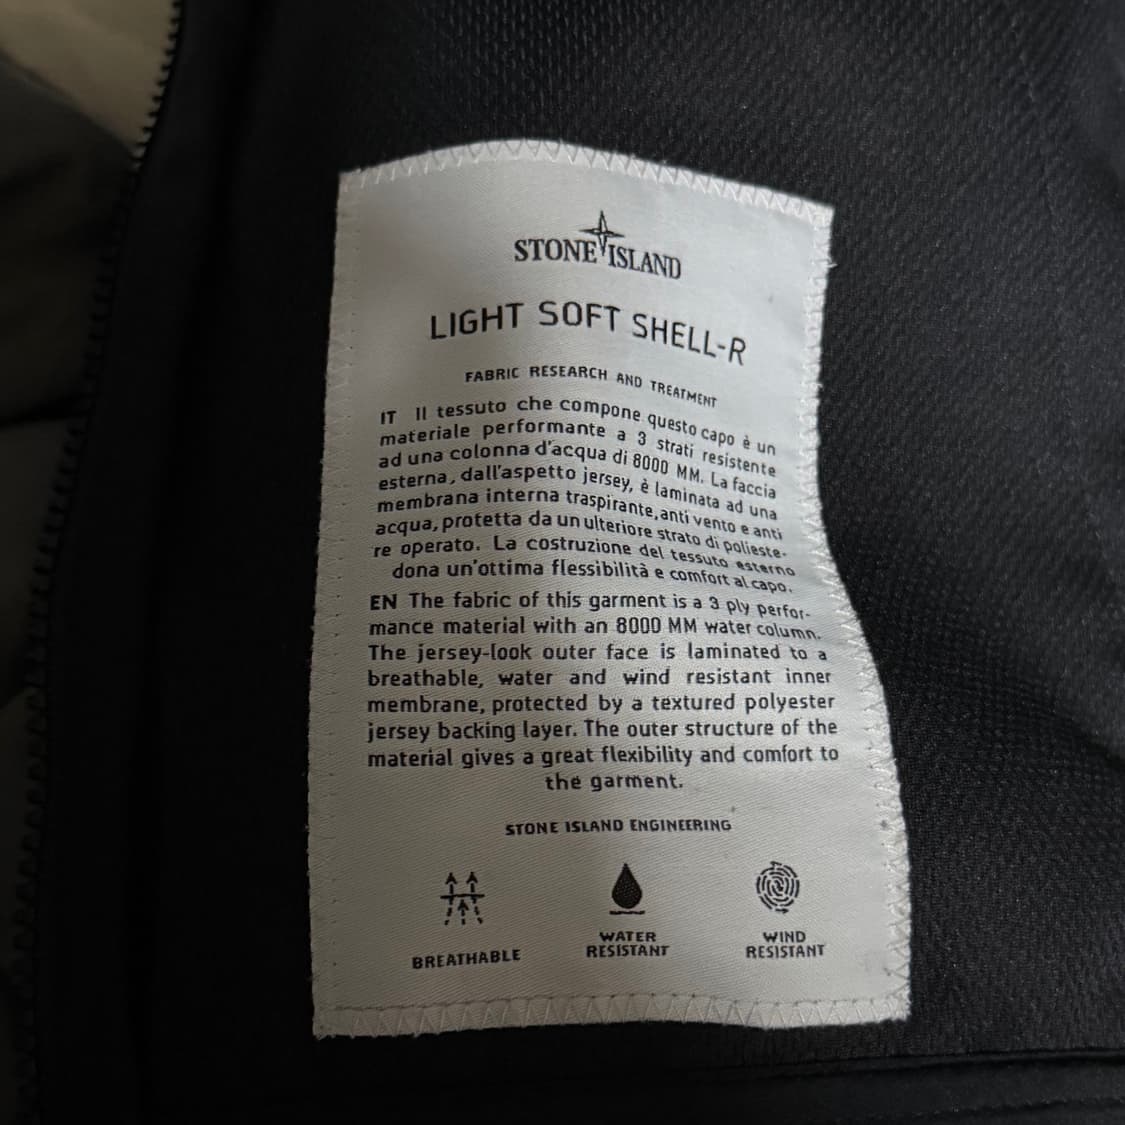 STONE ISLAND
LIGHT SOFT SHELL-R
FABRIC RESEARCH AND TREATMENT
IT Il tessuto che compone questo capo è un
materiale performante a 3 strati resistente
ad una colonna d'acqua di 8000 MM. La faccia
esterna, dall'aspetto jersey, è laminata ad una
membrana interna traspirante, anti vento e anti
acqua, protetta da un ulteriore strato di polieste-
re operato. La costruzione del tessuto esterno
dona un'ottima flessibilità e comfort al capo.
EN The fabric of this garment is a 3 ply perfor-
mance material with an 8000 MM water column.
The jersey-look outer face is laminated to a
breathable, water and wind resistant inner
membrane, protected by a textured polyester
jersey backing layer. The outer structure of the
material gives a great flexibility and comfort to
the garment.
STONE ISLAND ENGINEERING
BREATHABLE
WATER
RESISTANT
WIND
RESISTANT